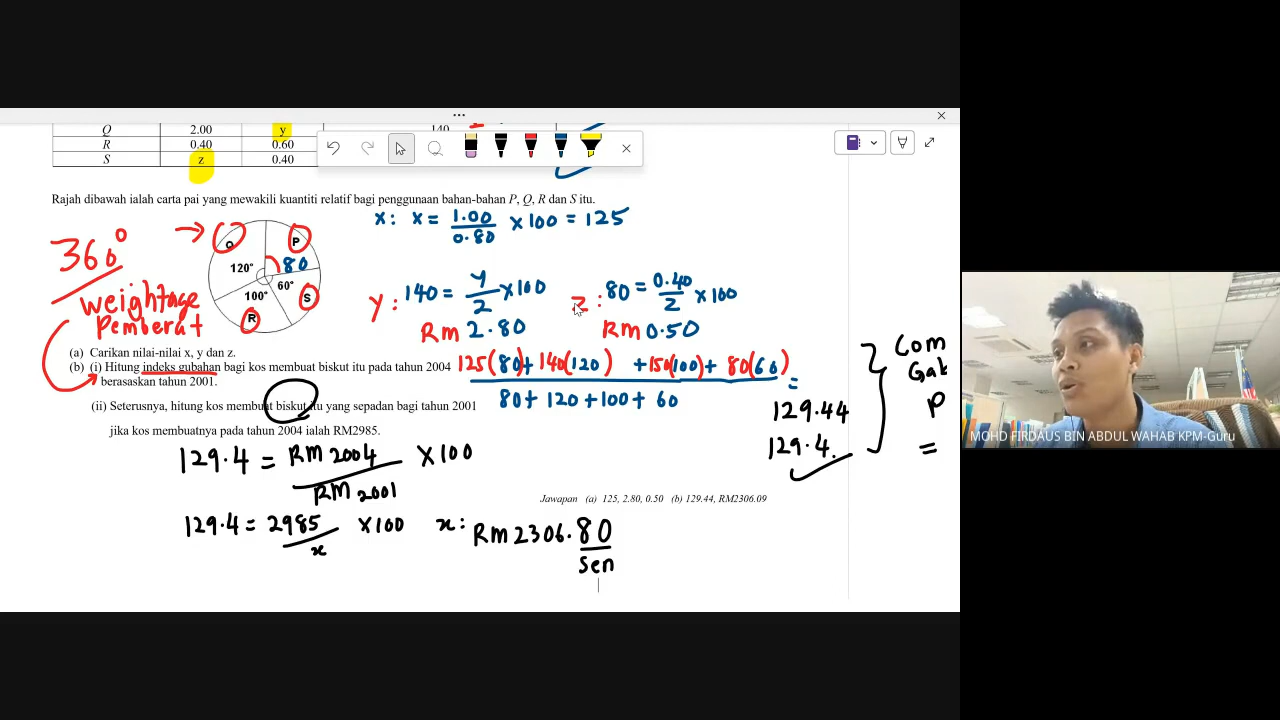 Q 2.00 y 140
R 0.40 0.60
S z 0.40
Rajah dibawah ialah carta pai yang mewakili kuantiti relatif bagi penggunaan bahan-bahan P, Q, R dan S itu.
360°
weightage
Pemberat
Q P 80
120° 60°
100° S
R
x: x = 1.00/0.80 x100 = 125
y: 140 = y/2 x100
Rm 2.80
z: 80 = 0.40/z x100
Rm 0.50
(a) Carikan nilai-nilai x, y dan z.
(b) (i) Hitung indeks gubahan bagi kos membuat biskut itu pada tahun 2004
berasaskan tahun 2001.
125(80)+140(120) +150(100)+ 80(60)
80+ 120+100+ 60
=
129.44
129.4.
Com
Gak
P
=
(ii) Seterusnya, hitung kos membuat biskut itu yang sepadan bagi tahun 2001
jika kos membuatnya pada tahun 2004 ialah RM2985.
129.4 = RM 2004/RM 2001 x100
Jawapan (a) 125, 2.80, 0.50 (b) 129.44, RM2306.09
129.4 = 2985/x x100 x: Rm 2306.80
sen
MOHD FIRDAUS BIN ABDUL WAHAB KPM-Guru